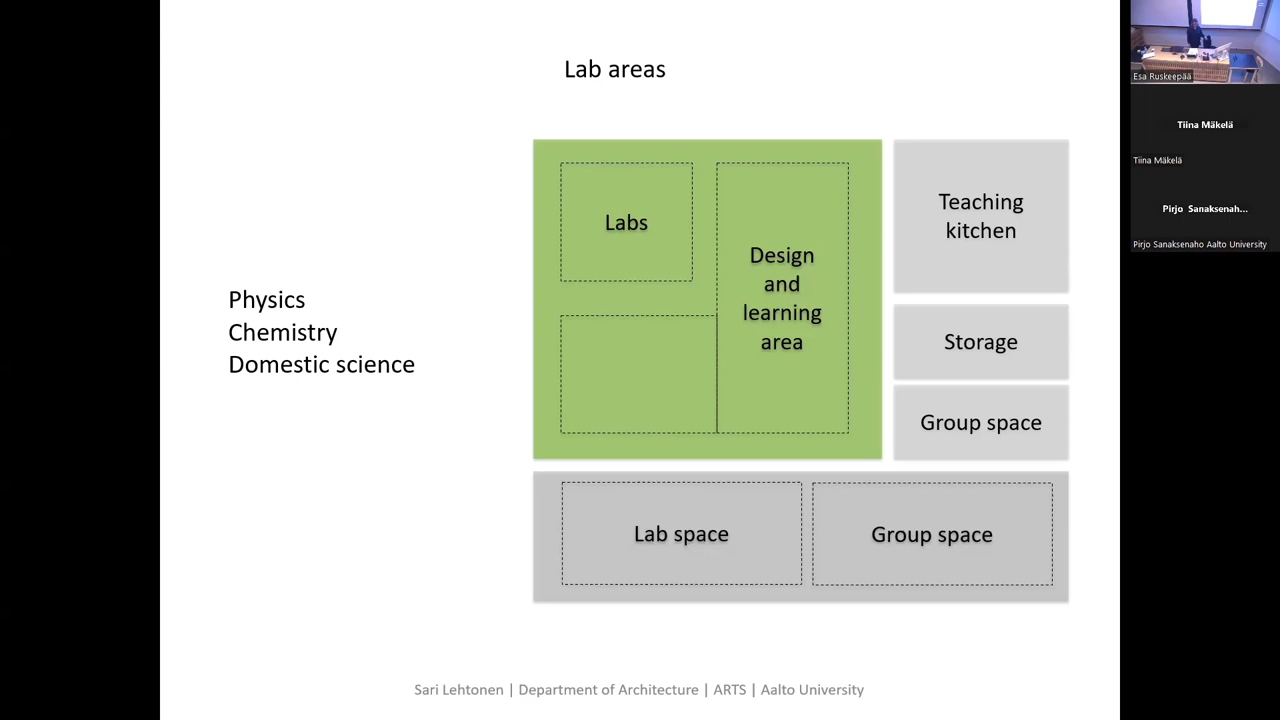 Lab areas
Physics
Chemistry
Domestic science
Labs
Design
and
learning
area
Teaching
kitchen
Storage
Group space
Lab space
Group space
Sari Lehtonen | Department of Architecture | ARTS | Aalto University
Esa Ruskeepää
Tiina Mäkelä
Tiina Mäkelä
Pirjo Sanaksenah...
Pirjo Sanaksenaho Aalto University